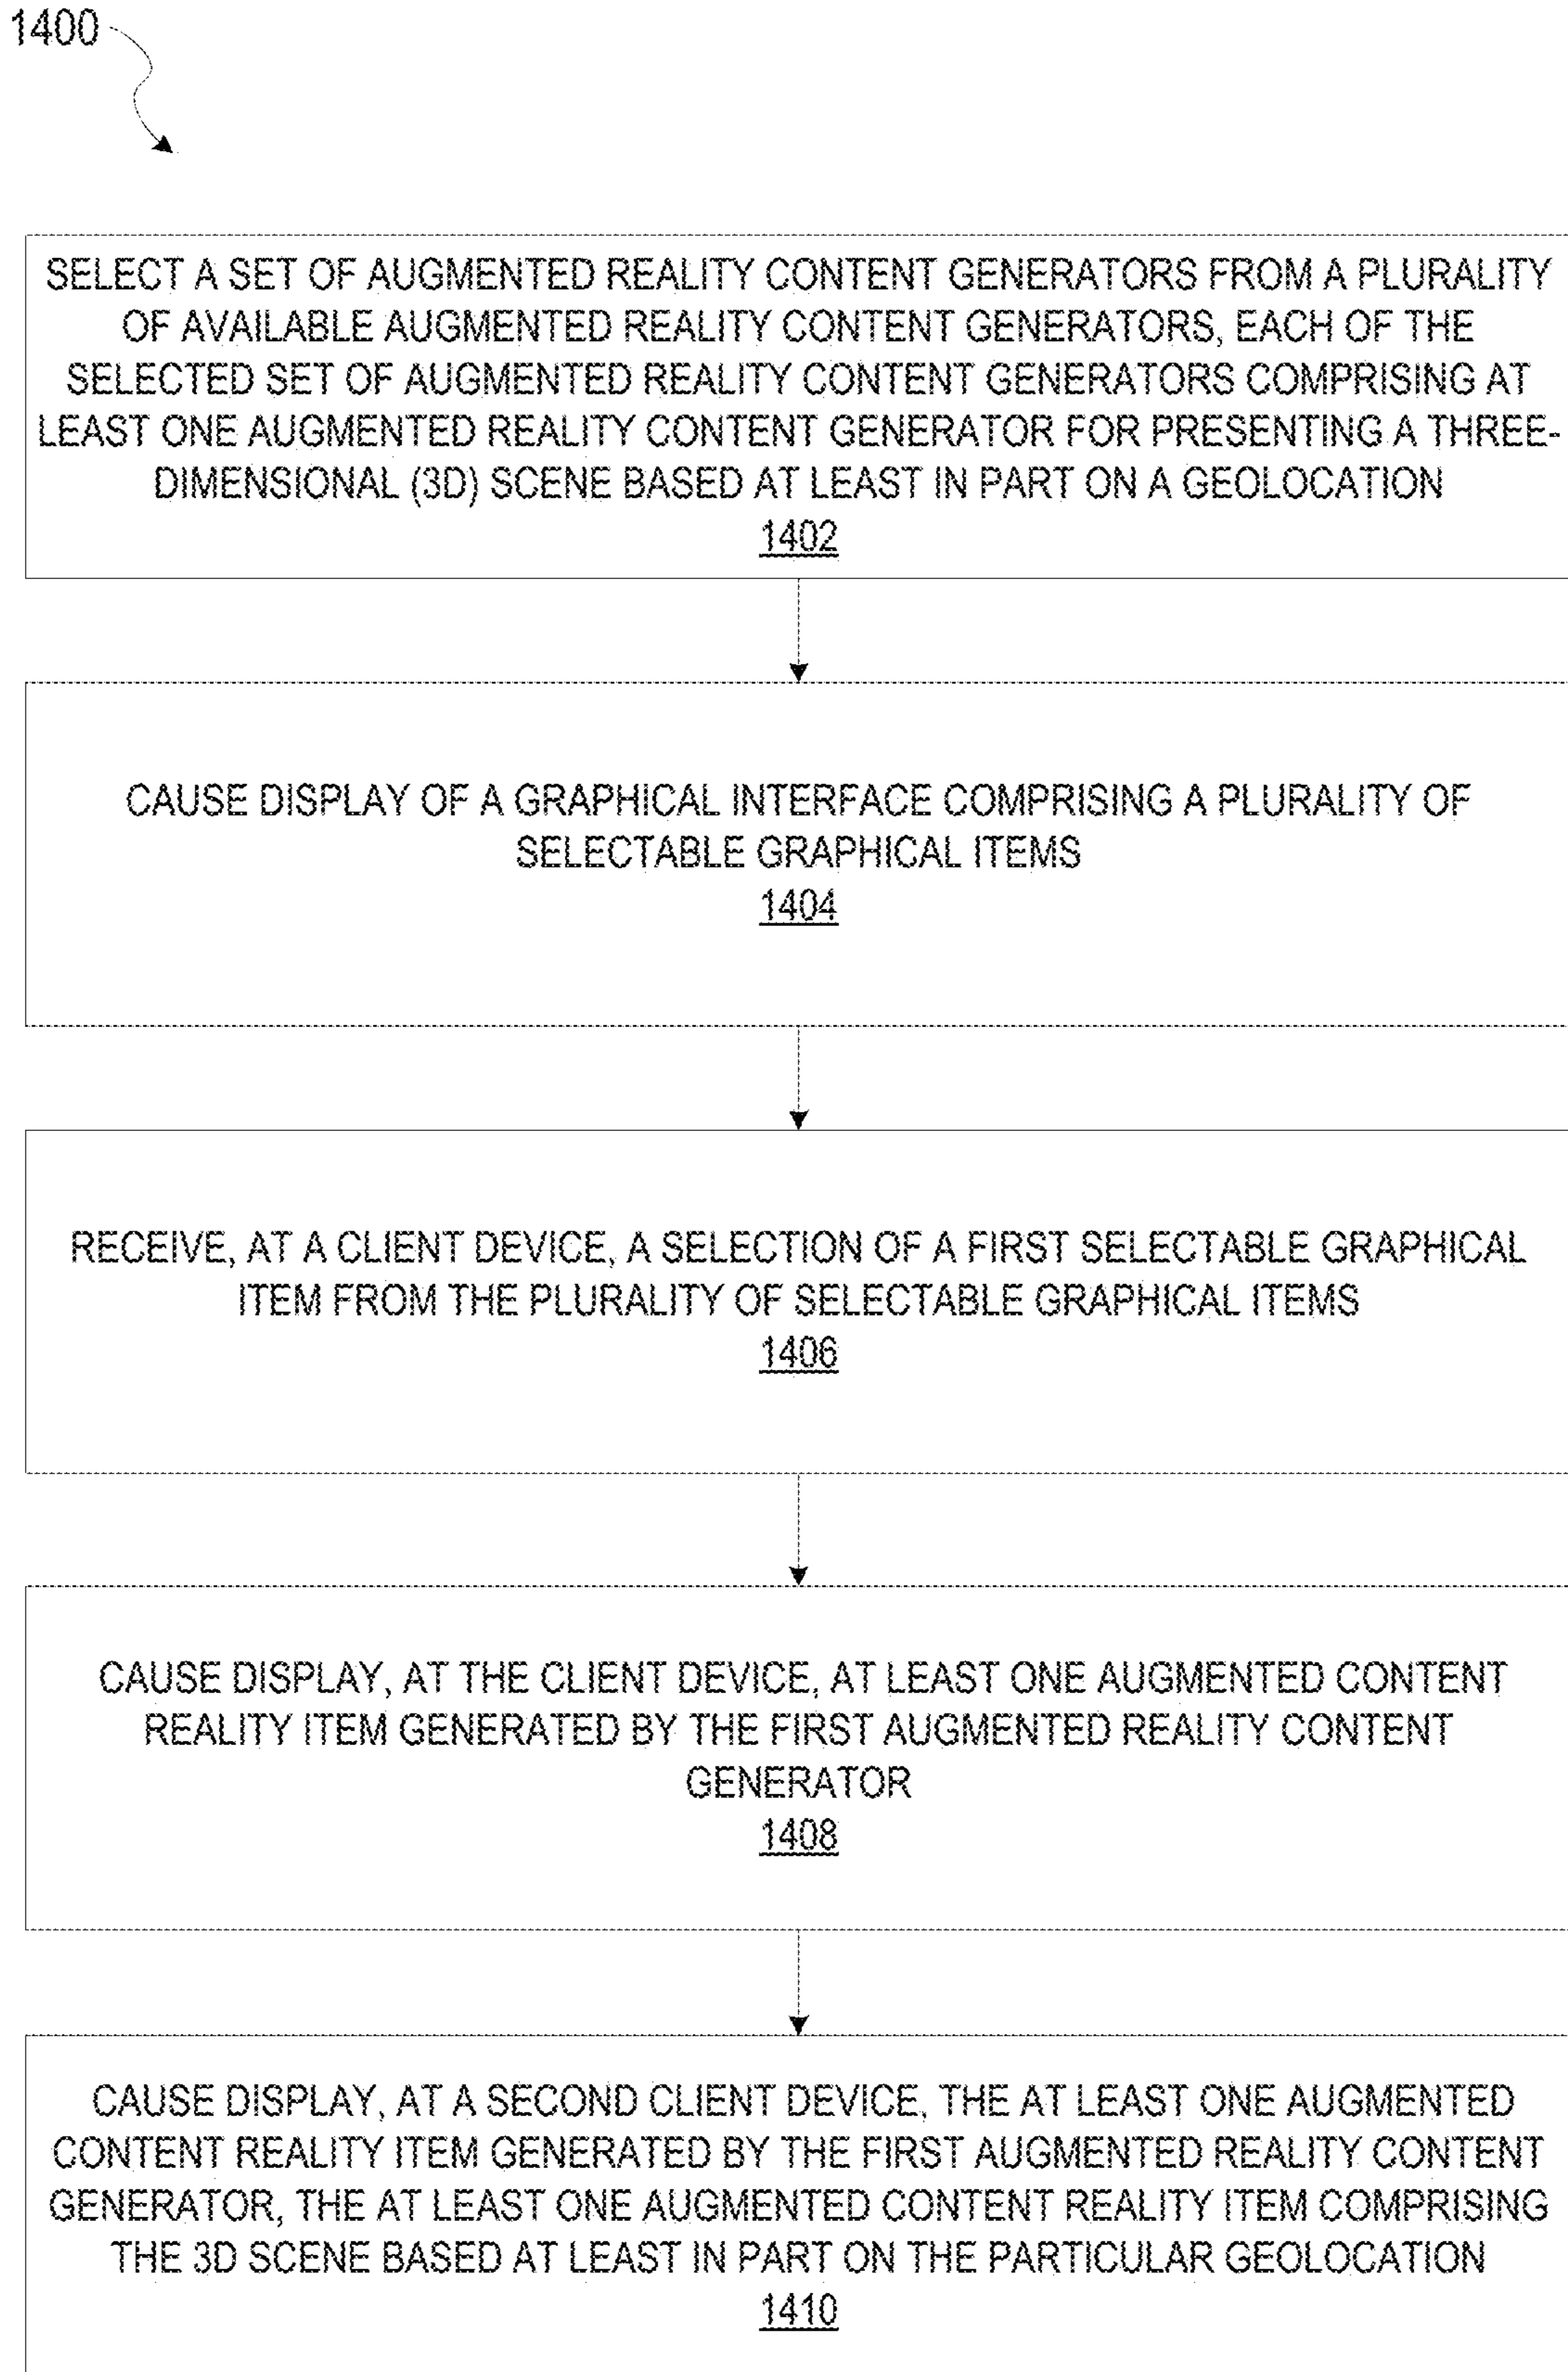 1400
SELECT A SET OF AUGMENTED REALITY CONTENT GENERATORS FROM A PLURALITY
OF AVAILABLE AUGMENTED REALITY CONTENT GENERATORS, EACH OF THE
SELECTED SET OF AUGMENTED REALITY CONTENT GENERATORS COMPRISING AT
LEAST ONE AUGMENTED REALITY CONTENT GENERATOR FOR PRESENTING A THREE-
DIMENSIONAL (3D) SCENE BASED AT LEAST IN PART ON A GEOLOCATION
1402
CAUSE DISPLAY OF A GRAPHICAL INTERFACE COMPRISING A PLURALITY OF
SELECTABLE GRAPHICAL ITEMS
1404
RECEIVE, AT A CLIENT DEVICE, A SELECTION OF A FIRST SELECTABLE GRAPHICAL
ITEM FROM THE PLURALITY OF SELECTABLE GRAPHICAL ITEMS
1406
CAUSE DISPLAY, AT THE CLIENT DEVICE, AT LEAST ONE AUGMENTED CONTENT
REALITY ITEM GENERATED BY THE FIRST AUGMENTED REALITY CONTENT
GENERATOR
1408
CAUSE DISPLAY, AT A SECOND CLIENT DEVICE, THE AT LEAST ONE AUGMENTED
CONTENT REALITY ITEM GENERATED BY THE FIRST AUGMENTED REALITY CONTENT
GENERATOR, THE AT LEAST ONE AUGMENTED CONTENT REALITY ITEM COMPRISING
THE 3D SCENE BASED AT LEAST IN PART ON THE PARTICULAR GEOLOCATION
1410